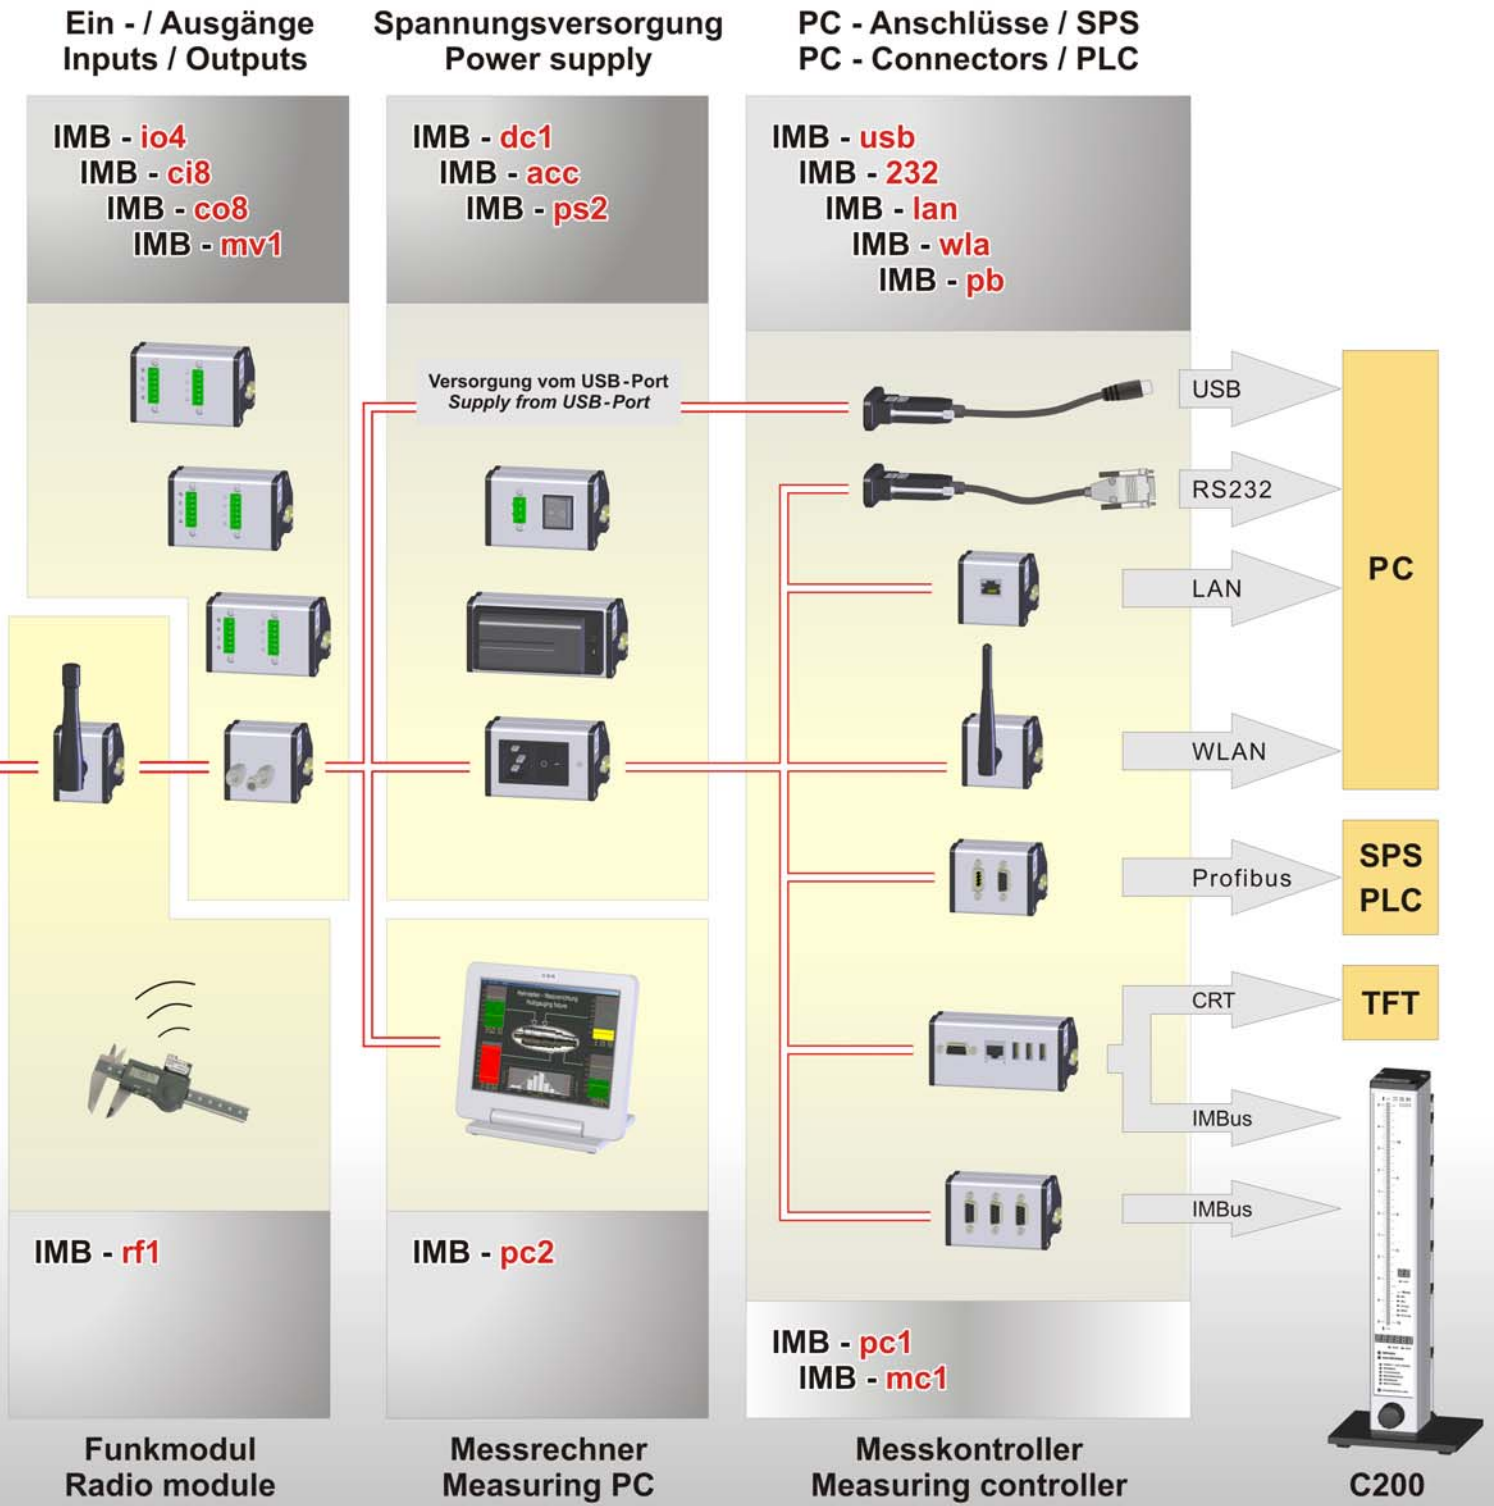 Ein - / Ausgänge
Inputs / Outputs
Spannungsversorgung
Power supply
PC - Anschlüsse / SPS
PC - Connectors / PLC
IMB - io4
IMB - ci8
IMB - co8
IMB - mv1
IMB - dc1
IMB - acc
IMB - ps2
IMB - usb
IMB - 232
IMB - lan
IMB - wla
IMB - pb
Versorgung vom USB-Port
Supply from USB-Port
USB
RS232
LAN
WLAN
PC
Profibus
SPS
PLC
CRT
TFT
IMBus
IMBus
IMB - rf1
IMB - pc2
IMB - pc1
IMB - mc1
Funkmodul
Radio module
Messrechner
Measuring PC
Messkontroller
Measuring controller
C200